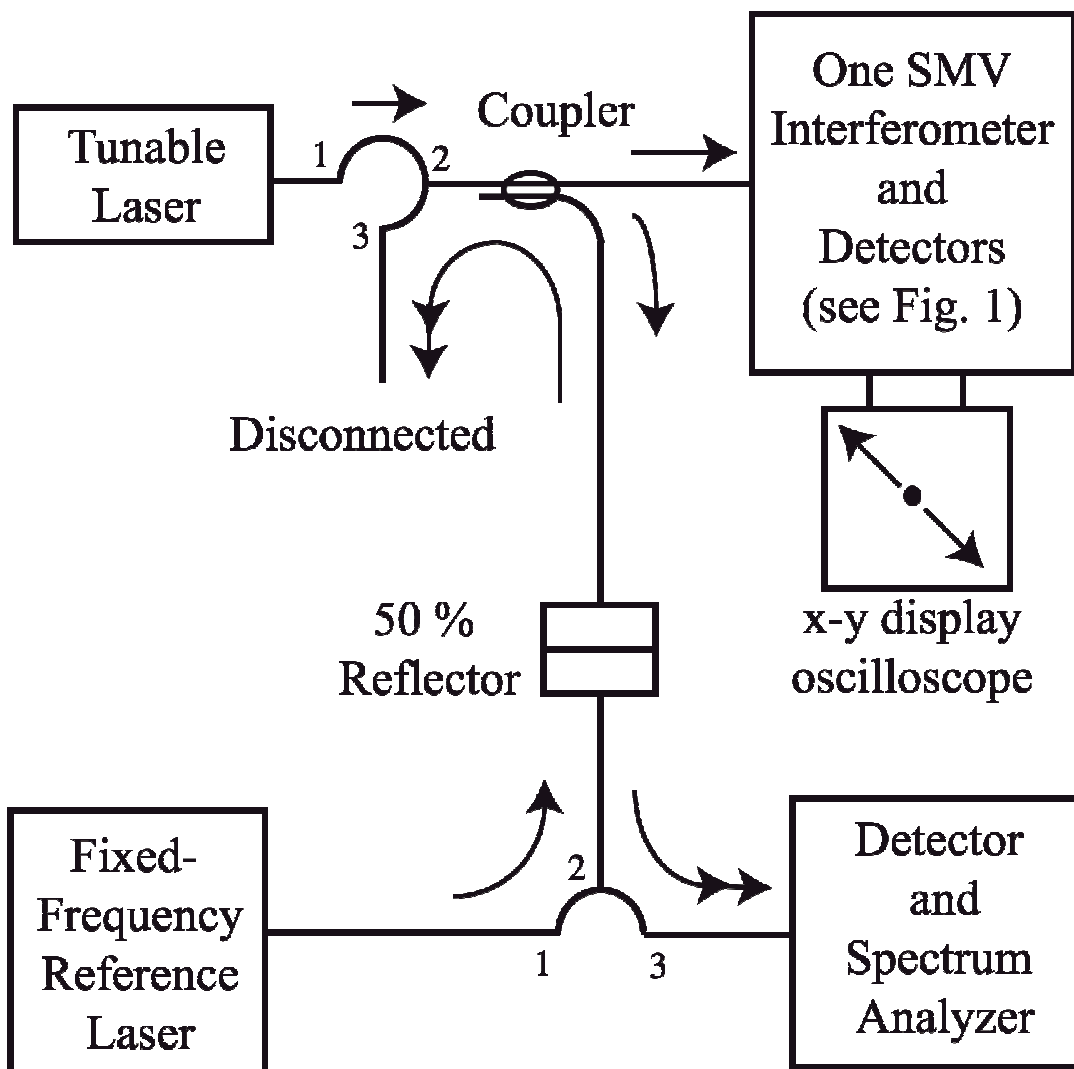 Tunable
Laser
1
2
3
Coupler
One SMV
Interferometer
and
Detectors
(see Fig. 1)
Disconnected
x-y display
oscilloscope
50 %
Reflector
Fixed-
Frequency
Reference
Laser
1
2
3
Detector
and
Spectrum
Analyzer